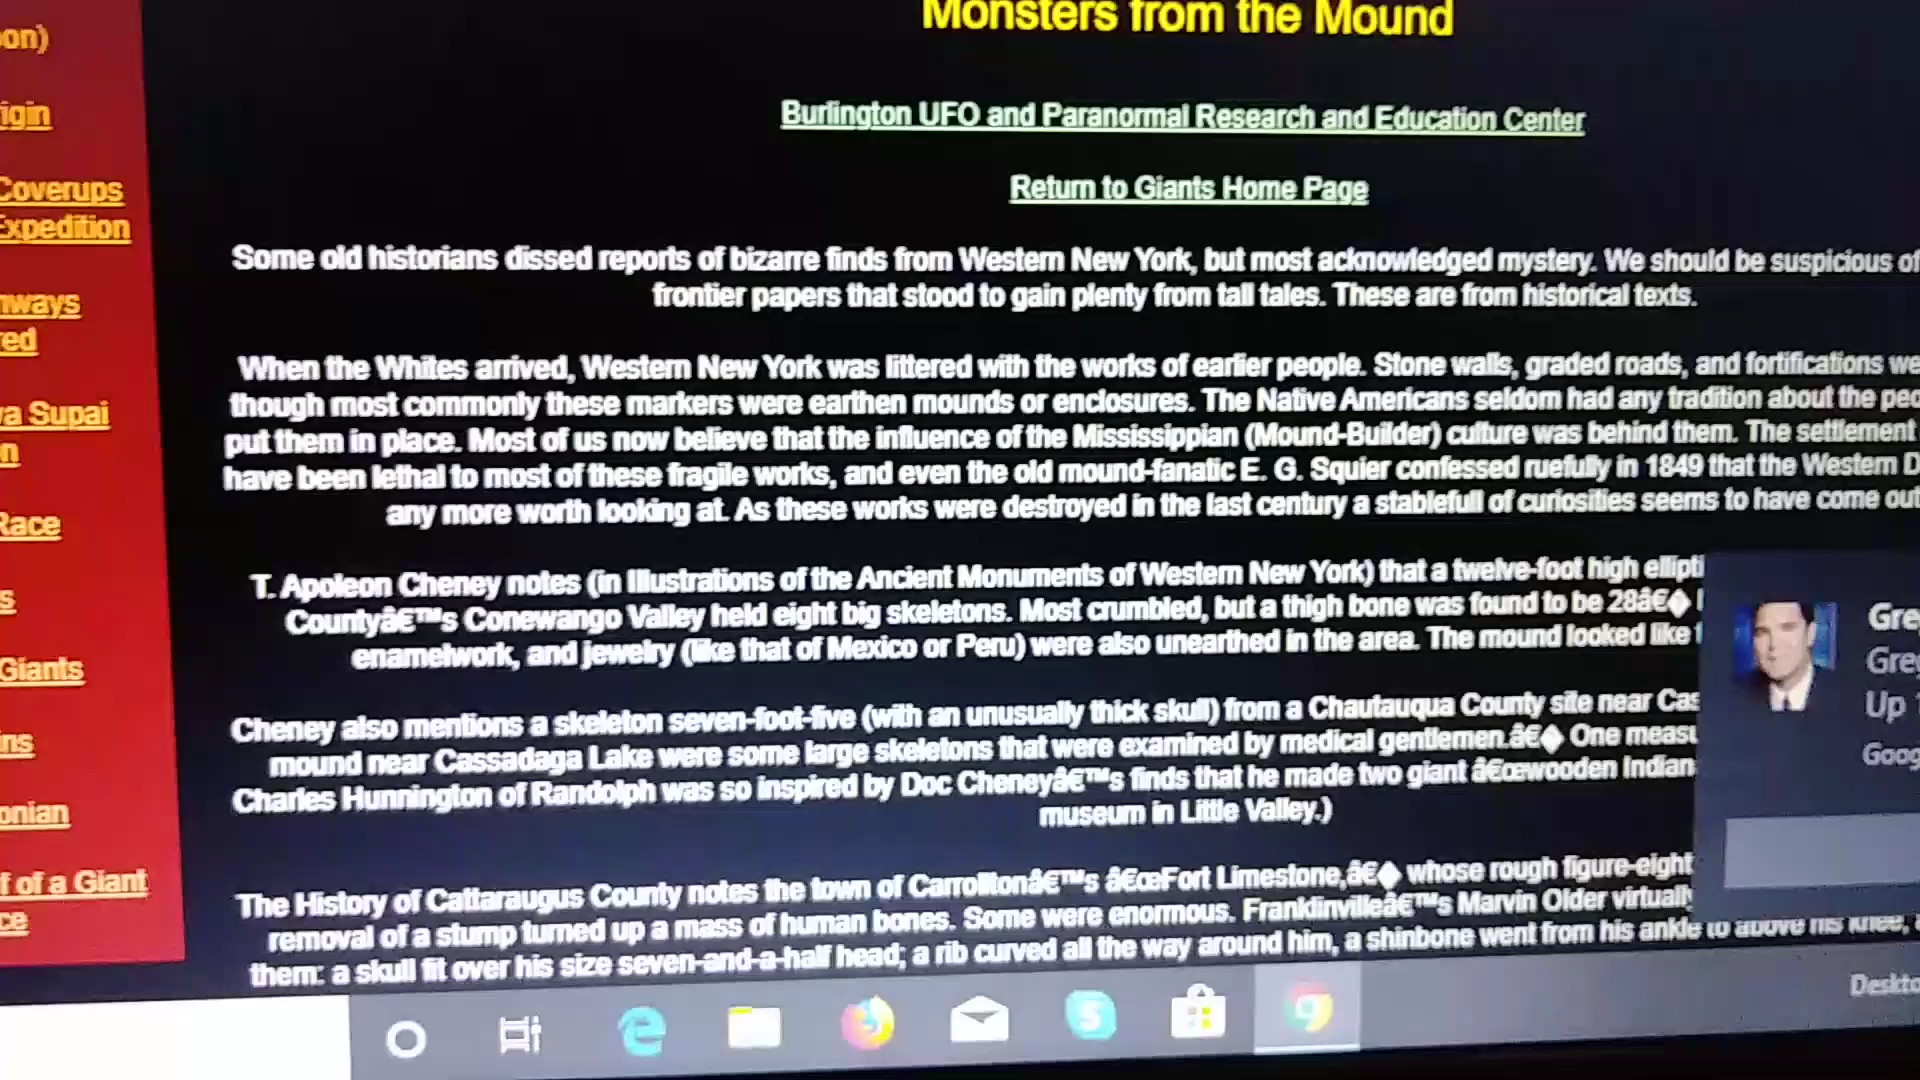 Monsters from the Mound
Burlington UFO and Paranormal Research and Education Center
Return to Giants Home Page
Some old historians dissed reports of bizarre finds from Western New York, but most acknowledged mystery. We should be suspicious of
frontier papers that stood to gain plenty from tall tales. These are from historical texts.
When the Whites arrived, Western New York was littered with the works of earlier people. Stone walls, graded roads, and fortifications we
though most commonly these markers were earthen mounds or enclosures. The Native Americans seldom had any tradition about the peo
put them in place. Most of us now believe that the influence of the Mississippian (Mound-Builder) culture was behind them. The settlement
have been lethal to most of these fragile works, and even the old mound-fanatic E. G. Squier confessed ruefully in 1849 that the Western D
any more worth looking at. As these works were destroyed in the last century a stablefull of curiosities seems to have come out
T. Apoleon Cheney notes (in Illustrations of the Ancient Monuments of Western New York) that a twelve-foot high ellipti
Countyâ€™s Conewango Valley held eight big skeletons. Most crumbled, but a thigh bone was found to be 28â€�
enamelwork, and jewelry (like that of Mexico or Peru) were also unearthed in the area. The mound looked like
Cheney also mentions a skeleton seven-foot-five (with an unusually thick skull) from a Chautauqua County site near Cas
mound near Cassadaga Lake were some large skeletons that were examined by medical gentlemen.â€� One measu
Charles Hunnington of Randolph was so inspired by Doc Cheneyâ€™s finds that he made two giant â€œwooden Indian
museum in Little Valley.)
The History of Cattaraugus County notes the town of Carrolltonâ€™s â€œFort Limestone,â€� whose rough figure-eight
removal of a stump turned up a mass of human bones. Some were enormous. Franklinvilleâ€™s Marvin Older virtually
them: a skull fit over his size seven-and-a-half head; a rib curved all the way around him, a shinbone went from his ankle to above his knee,
oon)
igin
Coverups
Expedition
nways
red
va Supai
n
Race
s
Giants
ins
onian
f of a Giant
ce
Gre
Greg
Up
Goog
Deskto